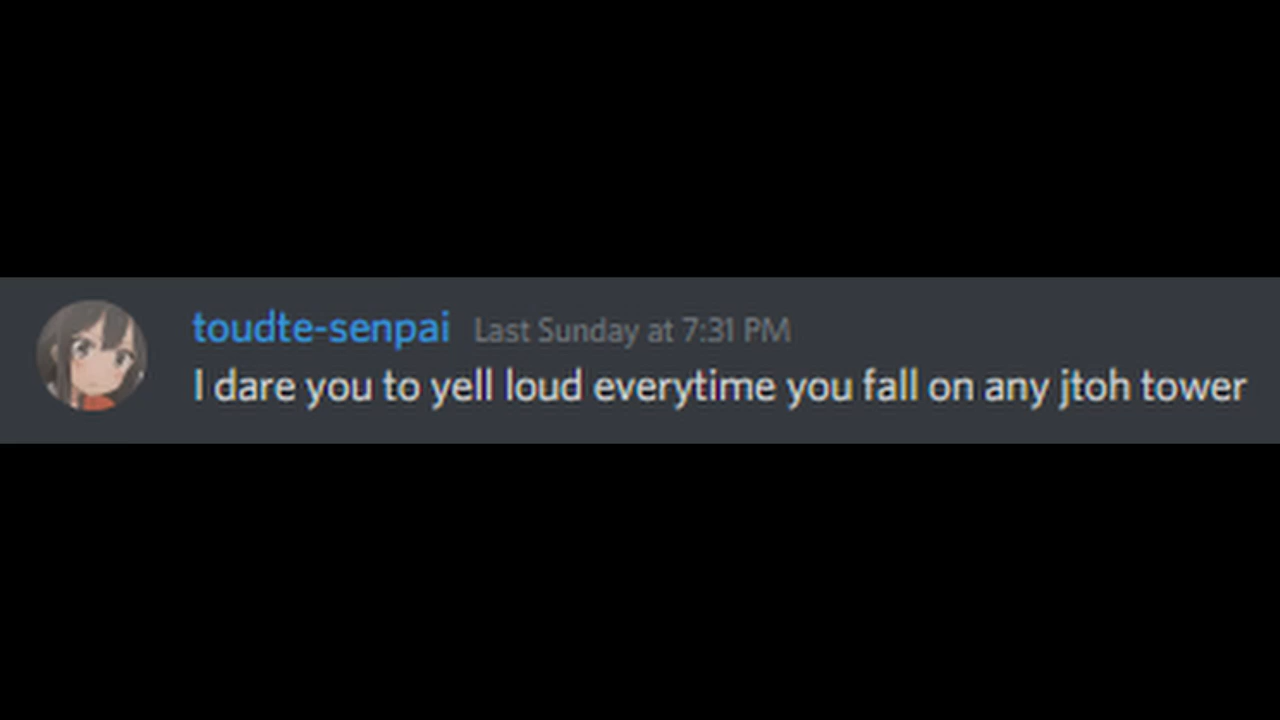 toudte-senpai Last Sunday at 7:31 PM
I dare you to yell loud everytime you fall on any jtoh tower